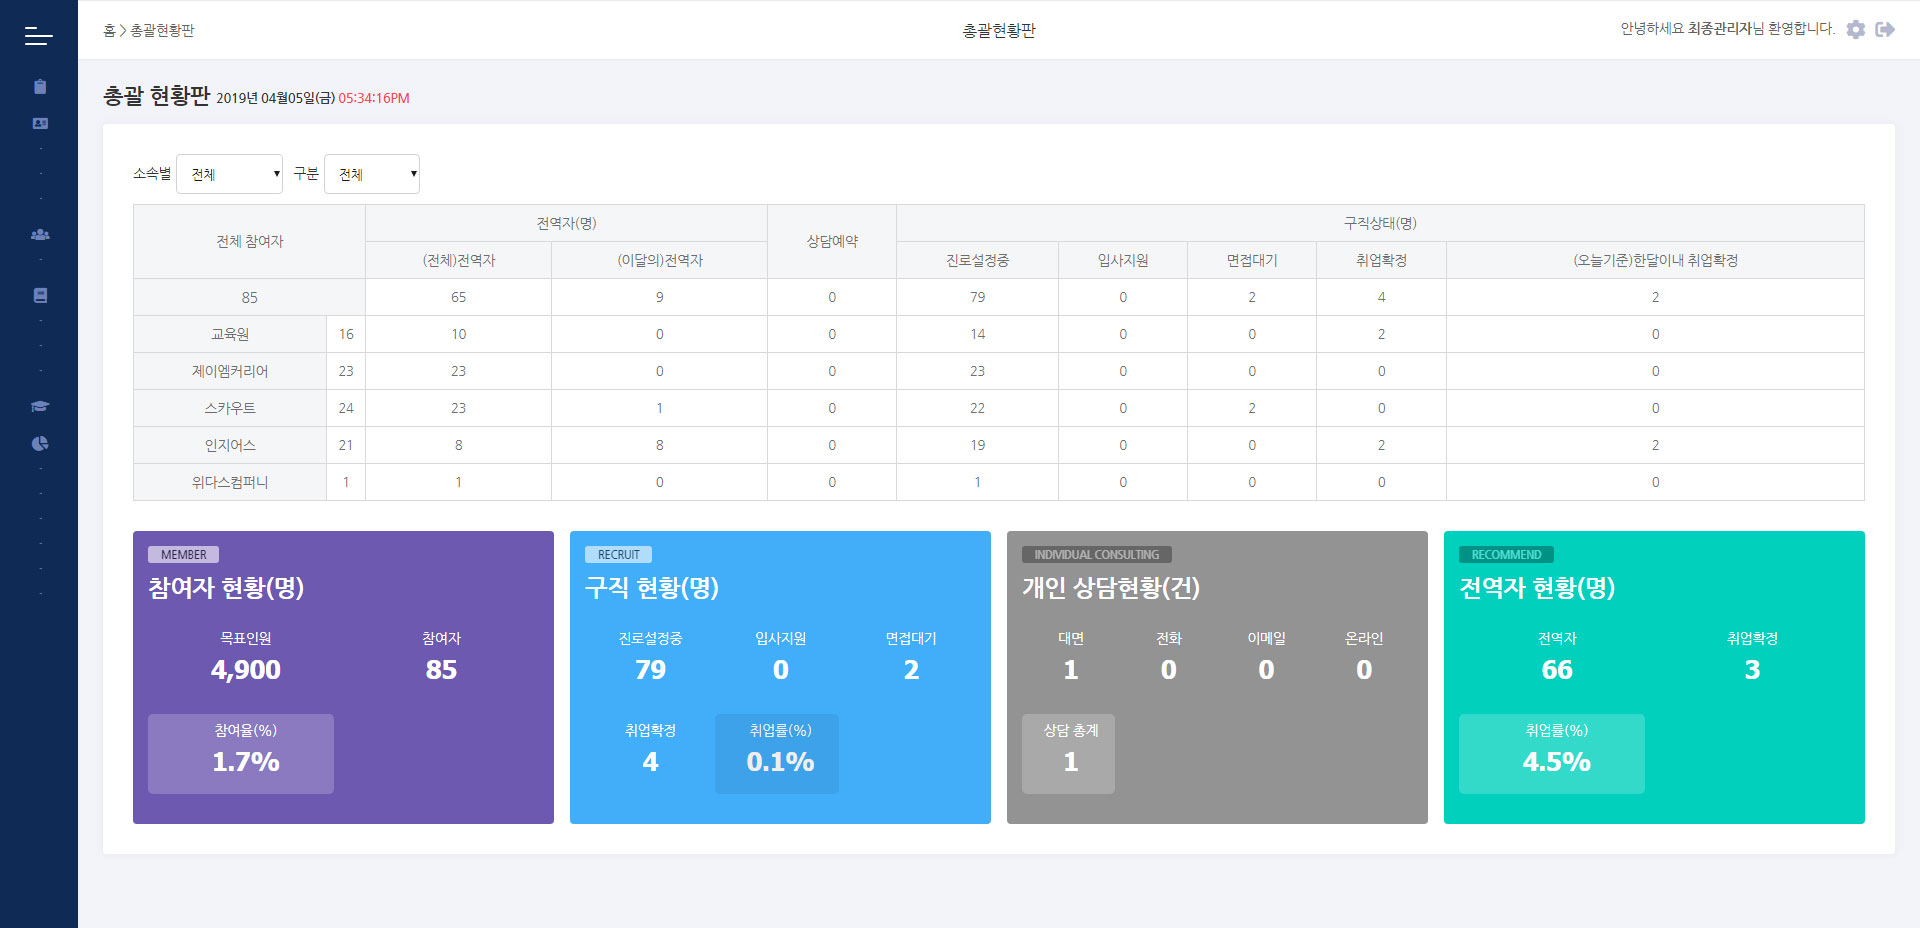 홈 > 총괄현황판
총괄현황판
안녕하세요 최종관리자님 환영합니다.
총괄 현황판 2019년 04월05일(금) 05:34:16PM
소속별 전체 구분 전체
전체 참여자 전역자(명) 상담예약 구직상태(명)
(전체)전역자 (이달의)전역자 진로설정중 입사지원 면접대기 취업확정 (오늘기준)한달이내 취업확정
85 65 9 0 79 0 2 4 2
교육원 16 10 0 0 14 0 0 2 0
제이엠커리어 23 23 0 0 23 0 0 0 0
스카우트 24 23 1 0 22 0 2 0 0
인지어스 21 8 8 0 19 0 0 2 2
위다스컴퍼니 1 1 0 0 1 0 0 0 0
MEMBER
참여자 현황(명)
목표인원 참여자
4,900 85
참여율(%)
1.7%
RECRUIT
구직 현황(명)
진로설정중 입사지원 면접대기
79 0 2
취업확정 취업률(%)
4 0.1%
INDIVIDUAL CONSULTING
개인 상담현황(건)
대면 전화 이메일 온라인
1 0 0 0
상담 총계
1
RECOMMEND
전역자 현황(명)
전역자 취업확정
66 3
취업률(%)
4.5%